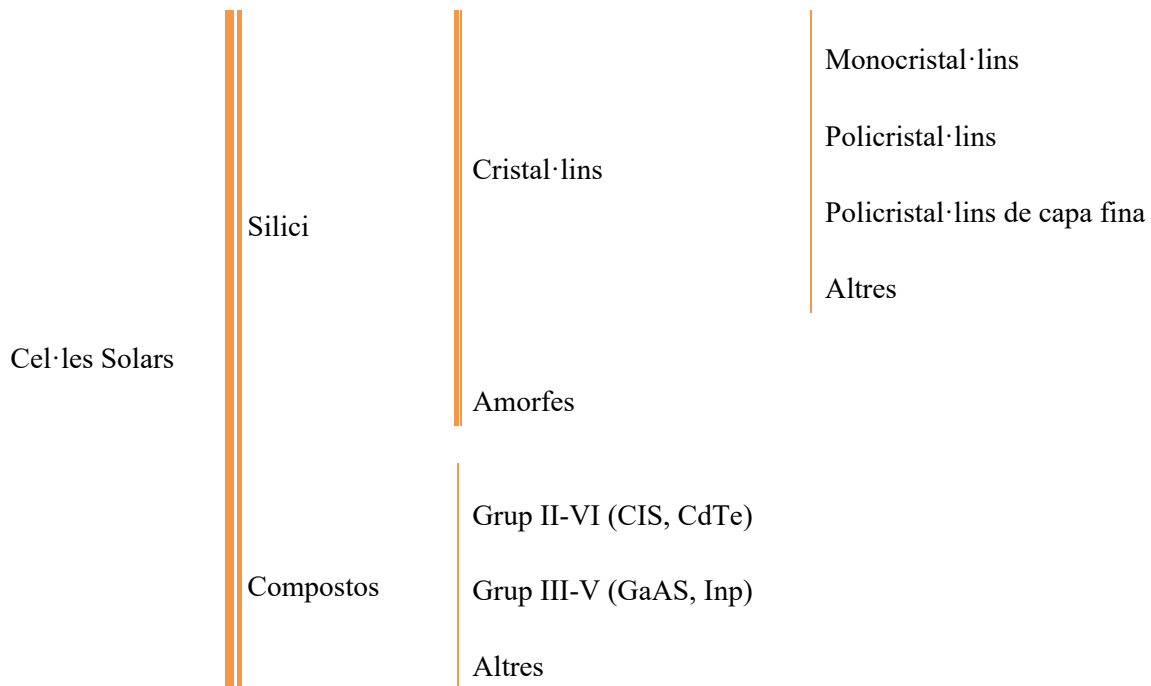 Cel·les Solars
Silici
Cristal·lins
Monocristal·lins
Policristal·lins
Policristal·lins de capa fina
Altres
Amorfes
Compostos
Grup II-VI (CIS, CdTe)
Grup III-V (GaAS, Inp)
Altres